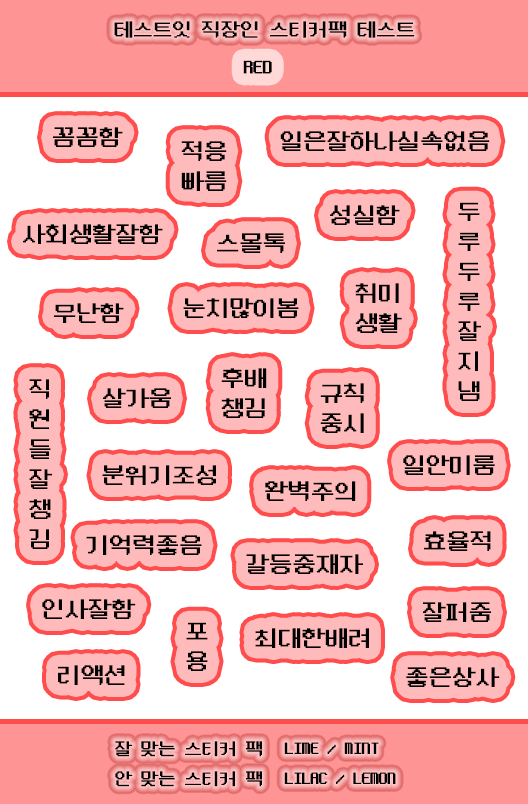 테스트잇 직장인 스티커팩 테스트
RED
꼼꼼함
적응
빠름
일은잘하나실속없음
사회생활잘함
스몰톡
성실함
두
루
두
루
잘
지
냄
무난함
눈치많이봄
취미
생활
직
원
들
잘
챙
김
살가움
후배
챙김
규칙
중시
분위기조성
완벽주의
일안미룸
기억력좋음
갈등중재자
효율적
인사잘함
포
용
최대한배려
잘퍼줌
리액션
좋은상사
잘 맞는 스티커 팩 LIME / MINT
안 맞는 스티커 팩 LILAC / LEMON